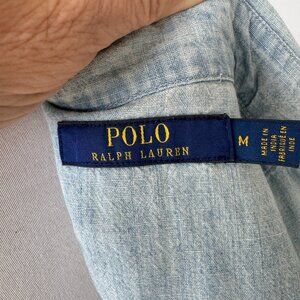 POLO
RALPH LAUREN
M
MADE IN
INDIA
FABRIQUÉ EN
INDE